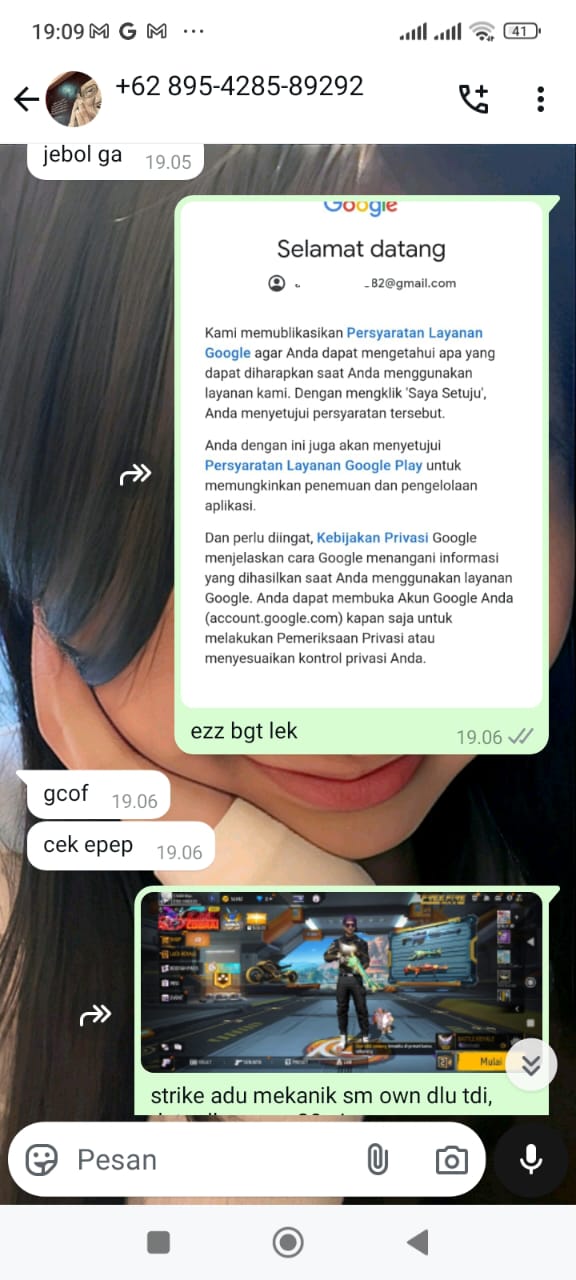 19:09
41
+62 895-4285-89292
jebol ga 19.05
Google
Selamat datang
82@gmail.com
Kami memublikasikan Persyaratan Layanan
Google agar Anda dapat mengetahui apa yang
dapat diharapkan saat Anda menggunakan
layanan kami. Dengan mengklik 'Saya Setuju',
Anda menyetujui persyaratan tersebut.
Anda dengan ini juga akan menyetujui
Persyaratan Layanan Google Play untuk
memungkinkan penemuan dan pengelolaan
aplikasi.
Dan perlu diingat, Kebijakan Privasi Google
menjelaskan cara Google menangani informasi
yang dihasilkan saat Anda menggunakan layanan
Google. Anda dapat membuka Akun Google Anda
(account.google.com) kapan saja untuk
melakukan Pemeriksaan Privasi atau
menyesuaikan kontrol privasi Anda.
ezz bgt lek 19.06
gcof 19.06
cek epep 19.06
FREE FIRE
Mulai
strike adu mekanik sm own dlu tdi,
Pesan